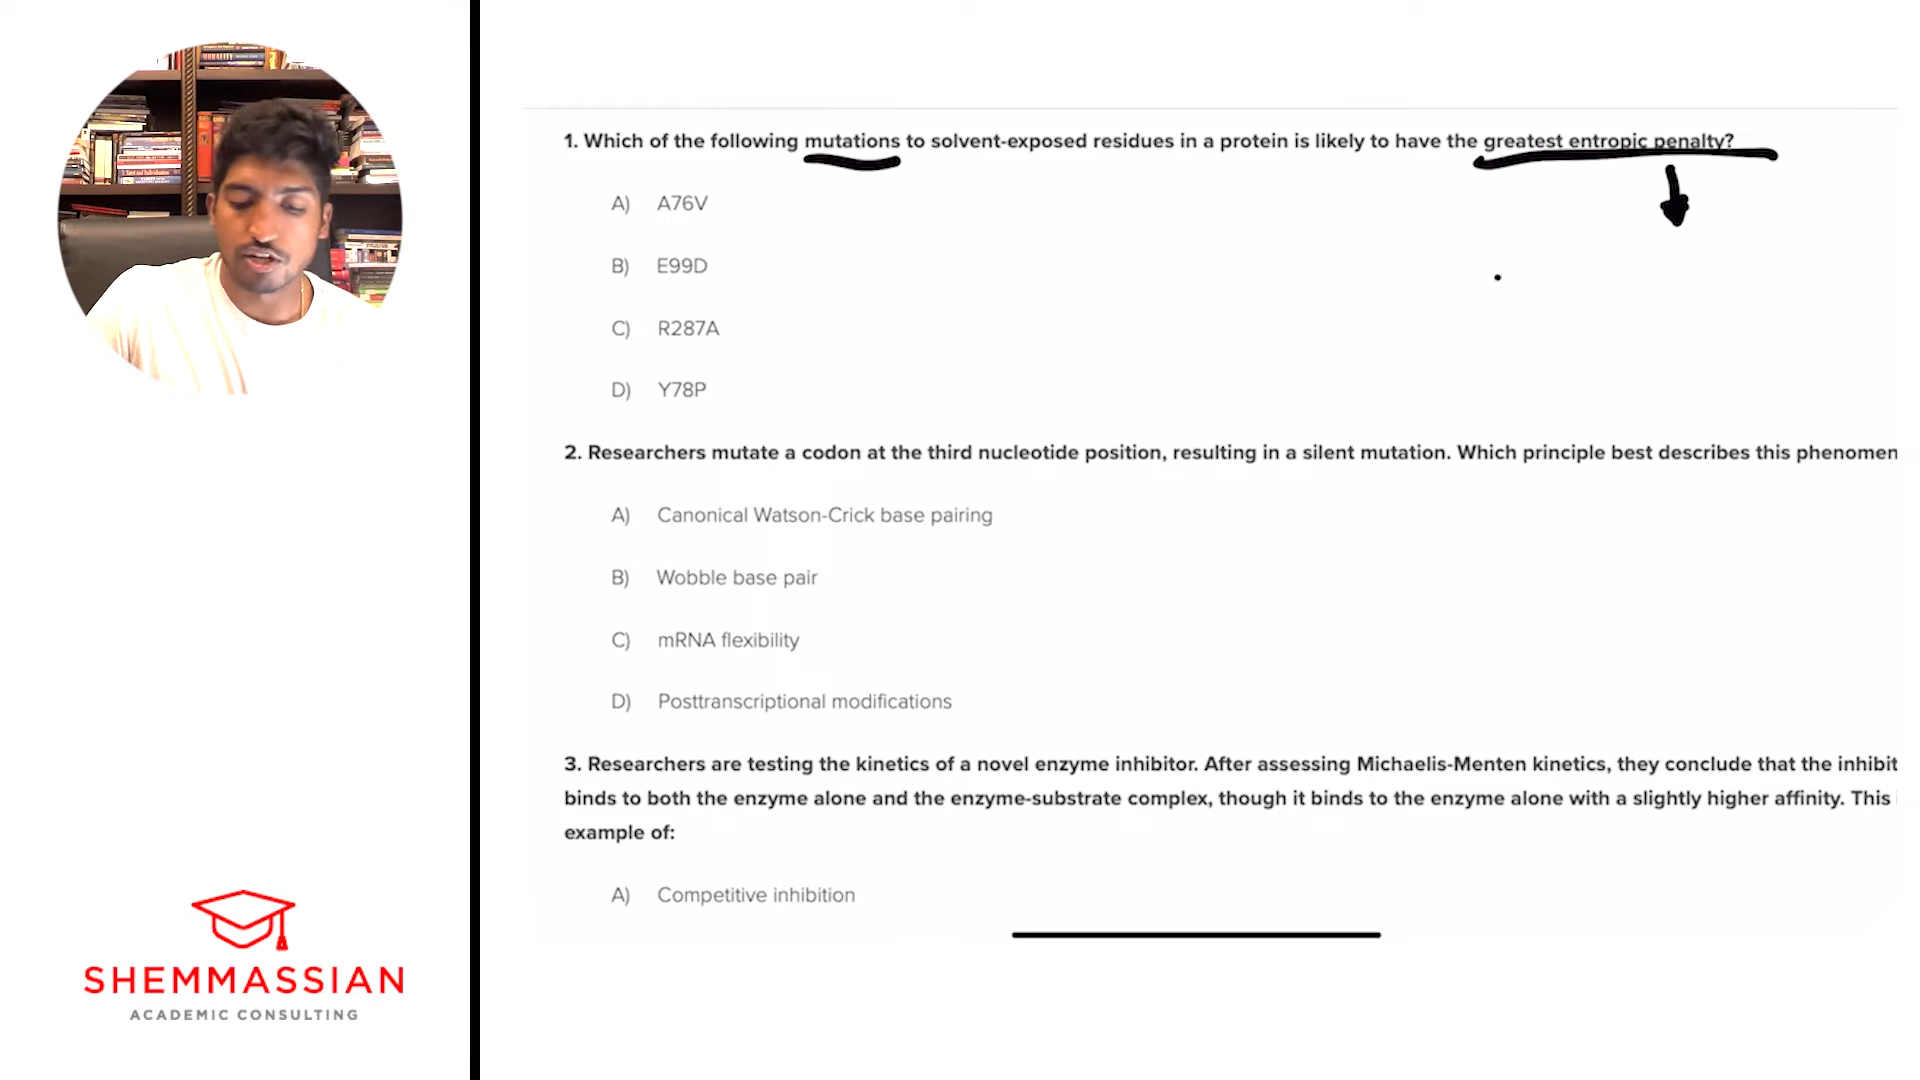 1. Which of the following mutations to solvent-exposed residues in a protein is likely to have the greatest entropic penalty?
A) A76V
B) E99D
C) R287A
D) Y78P
2. Researchers mutate a codon at the third nucleotide position, resulting in a silent mutation. Which principle best describes this phenomen
A) Canonical Watson-Crick base pairing
B) Wobble base pair
C) mRNA flexibility
D) Posttranscriptional modifications
3. Researchers are testing the kinetics of a novel enzyme inhibitor. After assessing Michaelis-Menten kinetics, they conclude that the inhibit
binds to both the enzyme alone and the enzyme-substrate complex, though it binds to the enzyme alone with a slightly higher affinity. This
example of:
A) Competitive inhibition
SHEMMASSIAN
ACADEMIC CONSULTING